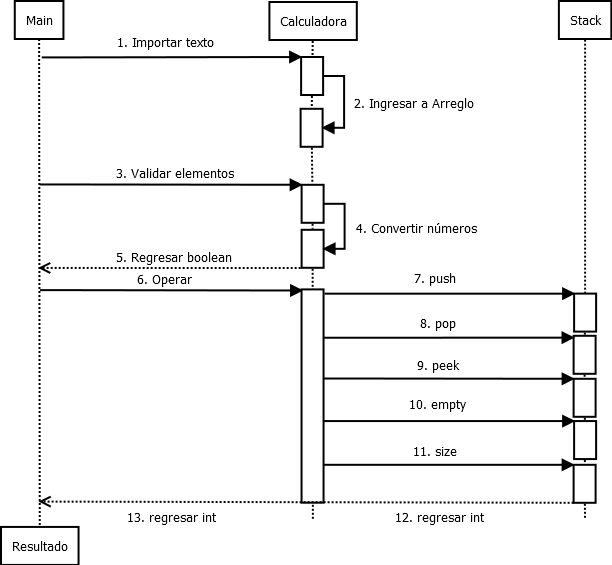 Main
Calculadora
Stack
1. Importar texto
2. Ingresar a Arreglo
3. Validar elementos
4. Convertir números
5. Regresar boolean
6. Operar
7. push
8. pop
9. peek
10. empty
11. size
12. regresar int
13. regresar int
Resultado